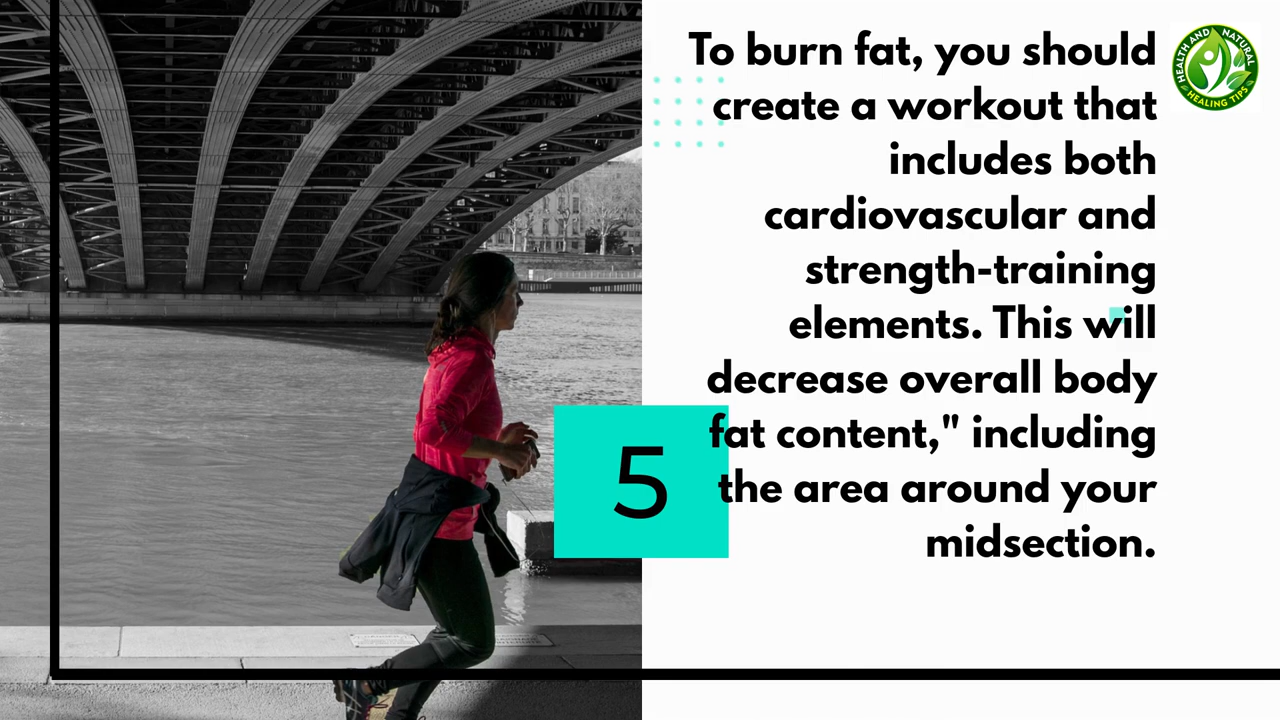 To burn fat, you should
create a workout that
includes both
cardiovascular and
strength-training
elements. This will
decrease overall body
fat content," including
the area around your
midsection.
5
HEALTH AND NATURAL
HEALING TIPS